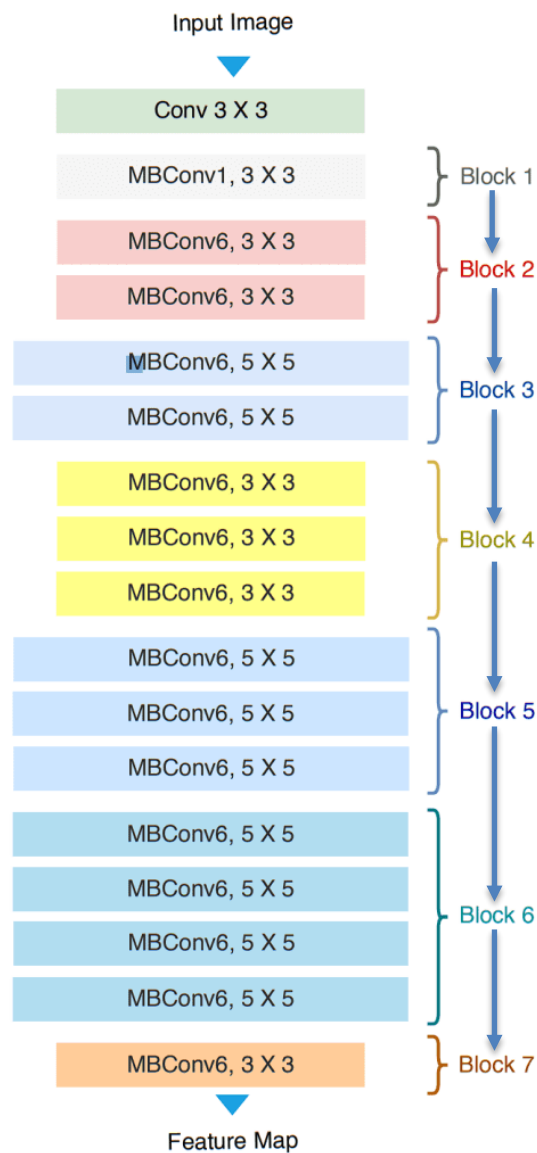 Input Image
Conv 3 X 3
MBConv1, 3 X 3
Block 1
MBConv6, 3 X 3
Block 2
MBConv6, 3 X 3
MBConv6, 5 X 5
Block 3
MBConv6, 5 X 5
MBConv6, 3 X 3
MBConv6, 3 X 3
Block 4
MBConv6, 3 X 3
MBConv6, 5 X 5
MBConv6, 5 X 5
Block 5
MBConv6, 5 X 5
MBConv6, 5 X 5
MBConv6, 5 X 5
Block 6
MBConv6, 5 X 5
MBConv6, 5 X 5
MBConv6, 3 X 3
Block 7
Feature Map